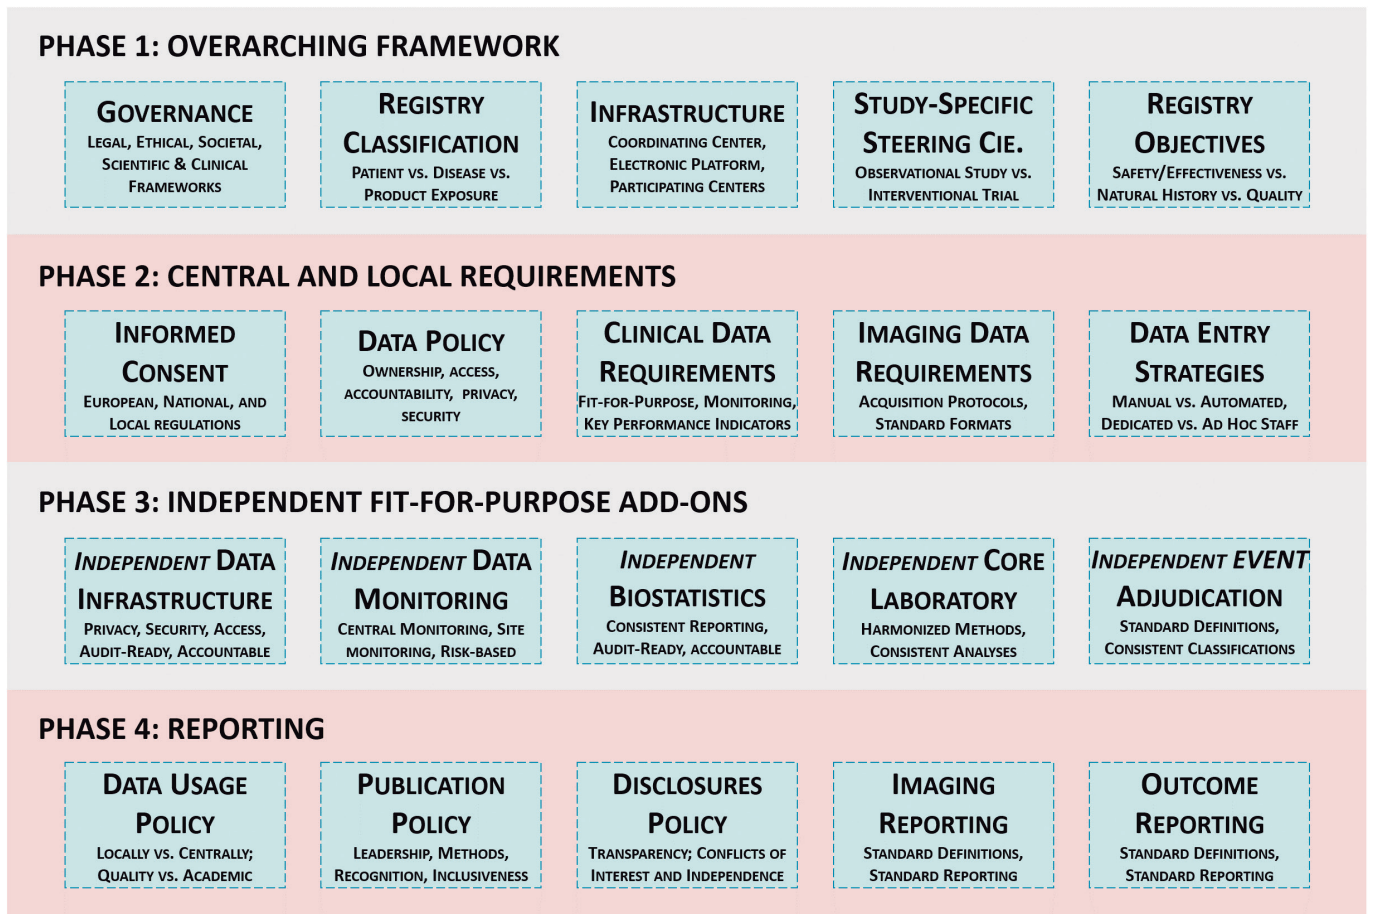 PHASE 1: OVERARCHING FRAMEWORK
GOVERNANCE
LEGAL, ETHICAL, SOCIETAL,
SCIENTIFIC & CLINICAL
FRAMEWORKS
REGISTRY
CLASSIFICATION
PATIENT VS. DISEASE VS.
PRODUCT EXPOSURE
INFRASTRUCTURE
COORDINATING CENTER,
ELECTRONIC PLATFORM,
PARTICIPATING CENTERS
STUDY-SPECIFIC
STEERING CIE.
OBSERVATIONAL STUDY VS.
INTERVENTIONAL TRIAL
REGISTRY
OBJECTIVES
SAFETY/EFFECTIVENESS VS.
NATURAL HISTORY VS. QUALITY
PHASE 2: CENTRAL AND LOCAL REQUIREMENTS
INFORMED
CONSENT
EUROPEAN, NATIONAL, AND
LOCAL REGULATIONS
DATA POLICY
OWNERSHIP, ACCESS,
ACCOUNTABILITY, PRIVACY,
SECURITY
CLINICAL DATA
REQUIREMENTS
FIT-FOR-PURPOSE, MONITORING,
KEY PERFORMANCE INDICATORS
IMAGING DATA
REQUIREMENTS
ACQUISITION PROTOCOLS,
STANDARD FORMATS
DATA ENTRY
STRATEGIES
MANUAL VS. AUTOMATED,
DEDICATED VS. AD HOC STAFF
PHASE 3: INDEPENDENT FIT-FOR-PURPOSE ADD-ONS
INDEPENDENT DATA
INFRASTRUCTURE
PRIVACY, SECURITY, ACCESS,
AUDIT-READY, ACCOUNTABLE
INDEPENDENT DATA
MONITORING
CENTRAL MONITORING, SITE
MONITORING, RISK-BASED
INDEPENDENT
BIOSTATISTICS
CONSISTENT REPORTING,
AUDIT-READY, ACCOUNTABLE
INDEPENDENT CORE
LABORATORY
HARMONIZED METHODS,
CONSISTENT ANALYSES
INDEPENDENT EVENT
ADJUDICATION
STANDARD DEFINITIONS,
CONSISTENT CLASSIFICATIONS
PHASE 4: REPORTING
DATA USAGE
POLICY
LOCALLY VS. CENTRALLY;
QUALITY VS. ACADEMIC
PUBLICATION
POLICY
LEADERSHIP, METHODS,
RECOGNITION, INCLUSIVENESS
DISCLOSURES
POLICY
TRANSPARENCY; CONFLICTS OF
INTEREST AND INDEPENDENCE
IMAGING
REPORTING
STANDARD DEFINITIONS,
STANDARD REPORTING
OUTCOME
REPORTING
STANDARD DEFINITIONS,
STANDARD REPORTING